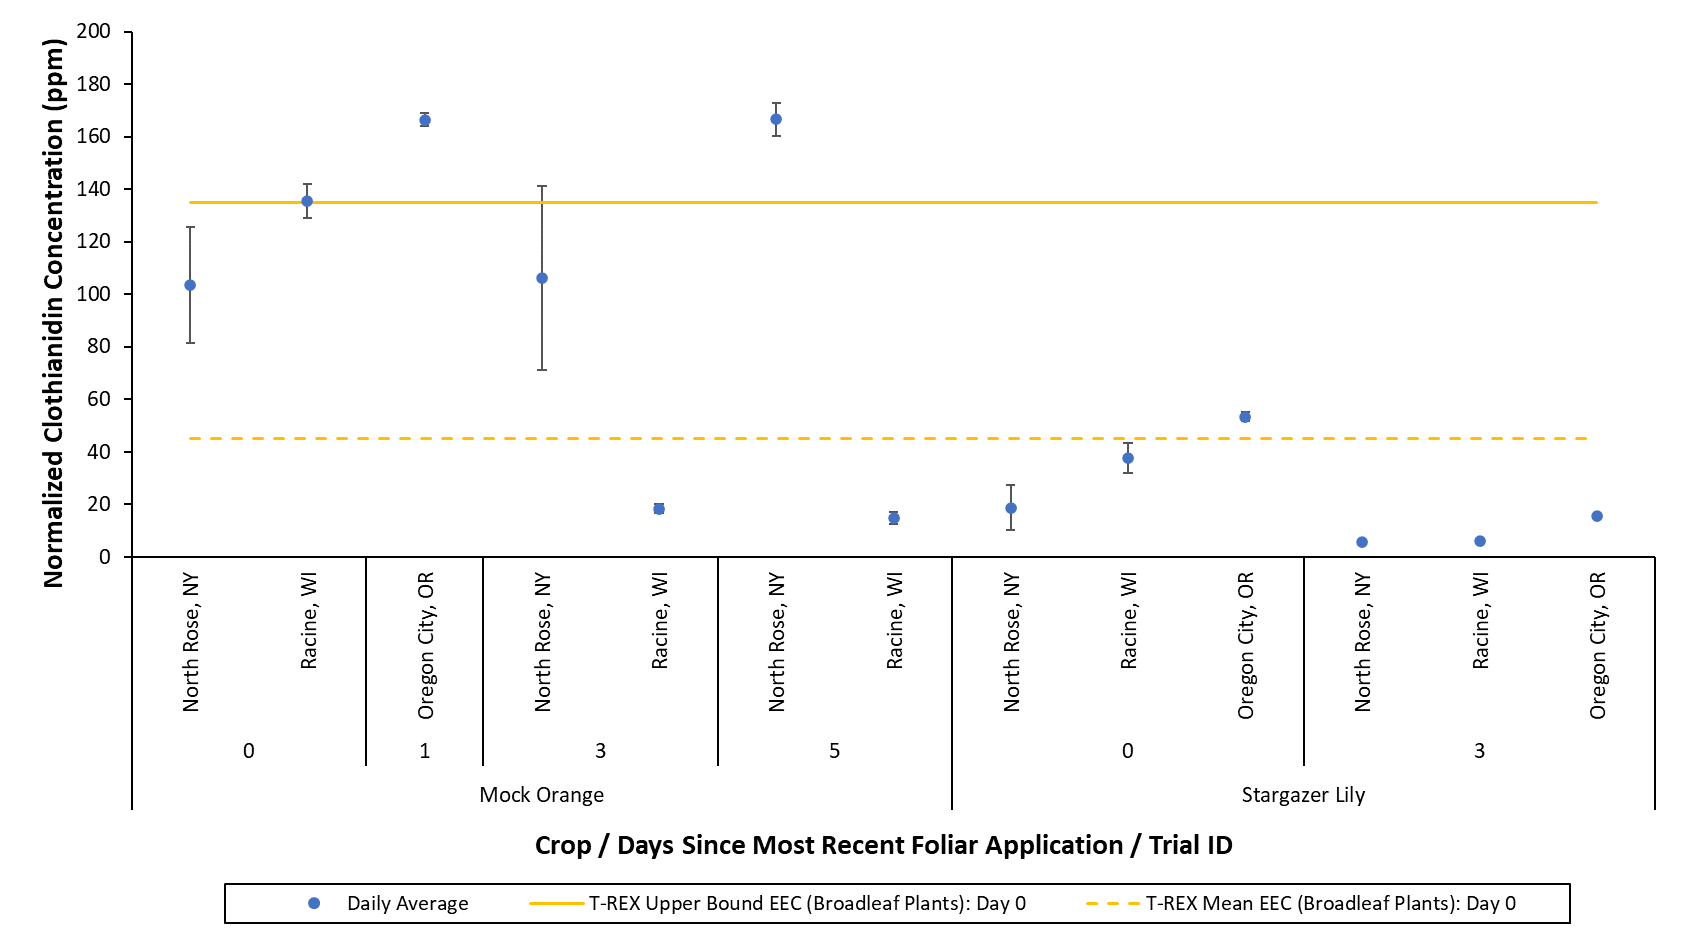 Normalized Clothianidin Concentration (ppm)
200
180
160
140
120
100
80
60
40
20
0
North Rose, NY
Racine, WI
Oregon City, OR
North Rose, NY
Racine, WI
North Rose, NY
Racine, WI
North Rose, NY
Racine, WI
Oregon City, OR
North Rose, NY
Racine, WI
Oregon City, OR
0 1 3 5 0 3
Mock Orange Stargazer Lily
Crop / Days Since Most Recent Foliar Application / Trial ID
Daily Average T-REX Upper Bound EEC (Broadleaf Plants): Day 0 T-REX Mean EEC (Broadleaf Plants): Day 0